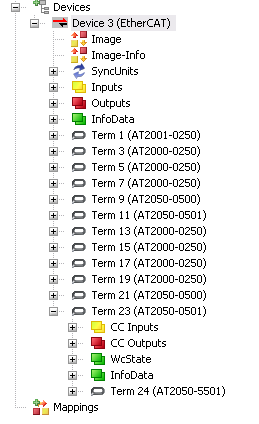 Devices
Device 3 (EtherCAT)
Image
Image-Info
SyncUnits
Inputs
Outputs
InfoData
Term 1 (AT2001-0250)
Term 3 (AT2000-0250)
Term 5 (AT2000-0250)
Term 7 (AT2000-0250)
Term 9 (AT2050-0500)
Term 11 (AT2050-0501)
Term 13 (AT2000-0250)
Term 15 (AT2000-0250)
Term 17 (AT2000-0250)
Term 19 (AT2000-0250)
Term 21 (AT2050-0500)
Term 23 (AT2050-0501)
CC Inputs
CC Outputs
WcState
InfoData
Term 24 (AT2050-5501)
Mappings